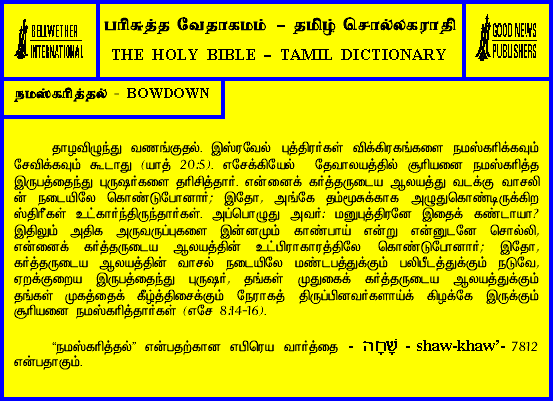 BELLWETHER
INTERNATIONAL
பரிசுத்த வேதாகமம் – தமிழ் சொல்லகராதி
THE HOLY BIBLE – TAMIL DICTIONARY
GOOD NEWS
PUBLISHERS
நமஸ்கரித்தல் - BOWDOWN
தாழவிழுந்து வணங்குதல். இஸ்ரவேல் புத்திரர்கள் விக்கிரகங்களை நமஸ்கரிக்கவும்
சேவிக்கவும் கூடாது (யாத் 20:5). எசேக்கியேல் தேவாலயத்தில் சூரியனை நமஸ்கரித்த
இருபத்தைந்து புருஷர்களை தரிசித்தார். என்னைக் கர்த்தருடைய ஆலயத்து வடக்கு வாசலி
ன் நடையிலே கொண்டுபோனார்; இதோ, அங்கே தம்மூசுக்காக அழுதுகொண்டிருக்கிற
ஸ்திரீகள் உட்கார்ந்திருந்தார்கள். அப்பொழுது அவர்: மனுபுத்திரனே இதைக் கண்டாயா?
இதிலும் அதிக அருவருப்புகளை இன்னமும் காண்பாய் என்று என்னுடனே சொல்லி,
என்னைக் கர்த்தருடைய ஆலயத்தின் உட்பிராகாரத்திலே கொண்டுபோனார்; இதோ,
கர்த்தருடைய ஆலயத்தின் வாசல் நடையிலே மண்டபத்துக்கும் பலிபீடத்துக்கும் நடுவே,
ஏறக்குறைய இருபத்தைந்து புருஷர், தங்கள் முதுகைக் கர்த்தருடைய ஆலயத்துக்கும்
தங்கள் முகத்தைக் கீழ்த்திசைக்கும் நேராகத் திருப்பினவர்களாய்க் கிழக்கே இருக்கும்
சூரியனை நமஸ்கரித்தார்கள் (எசே 8:14-16).
“நமஸ்கரித்தல்” என்பதற்கான எபிரெய வார்த்தை - שָׁחָה - shaw-khaw’- 7812
என்பதாகும்.